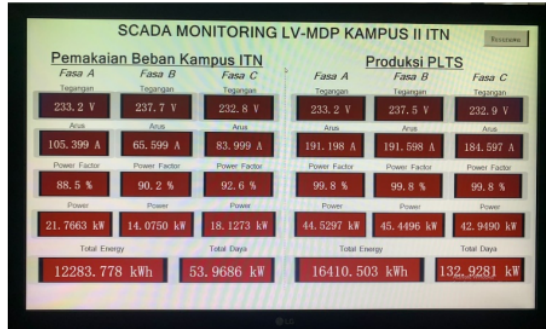 SCADA MONITORING LV-MDP KAMPUS II ITN
Pemakaian Beban Kampus ITN
Fasa A Fasa B Fasa C
Tegangan Tegangan Tegangan
233.2 V 237.7 V 232.8 V
Arus Arus Arus
105.399 A 65.599 A 83.999 A
Power Factor Power Factor Power Factor
88.5 % 90.2 % 92.6 %
Power Power Power
21.7663 kW 14.0750 kW 18.1273 kW
Total Energy Total Daya
12283.778 kWh 53.9686 kW
Produksi PLTS
Fasa A Fasa B Fasa C
Tegangan Tegangan Tegangan
233.2 V 237.5 V 232.9 V
Arus Arus Arus
191.198 A 191.598 A 184.597 A
Power Factor Power Factor Power Factor
99.8 % 99.8 % 99.8 %
Power Power Power
44.5297 kW 45.4496 kW 42.9490 kW
Total Energy Total Daya
16410.503 kWh 132.9281 kW
LG